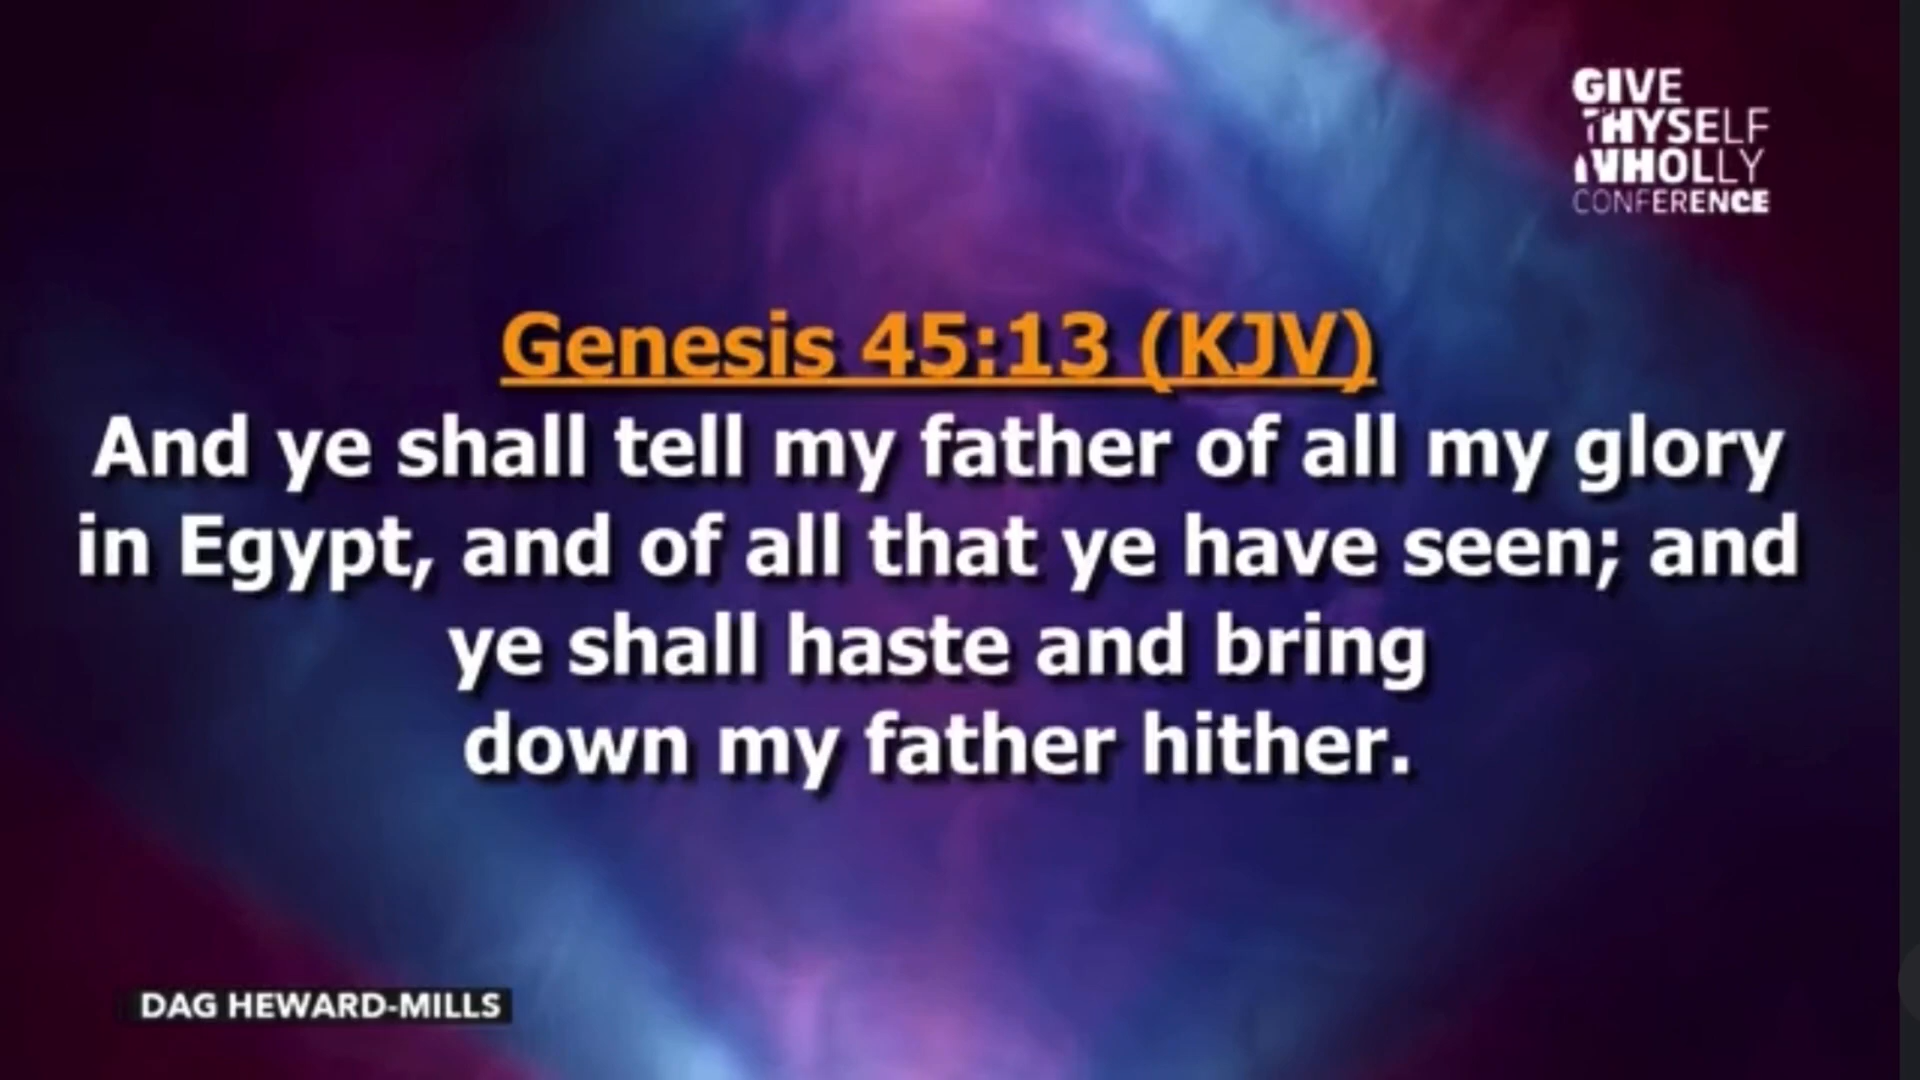 GIVE
THYSELF
WHOLLY
CONFERENCE
Genesis 45:13 (KJV)
And ye shall tell my father of all my glory
in Egypt, and of all that ye have seen; and
ye shall haste and bring
down my father hither.
DAG HEWARD-MILLS